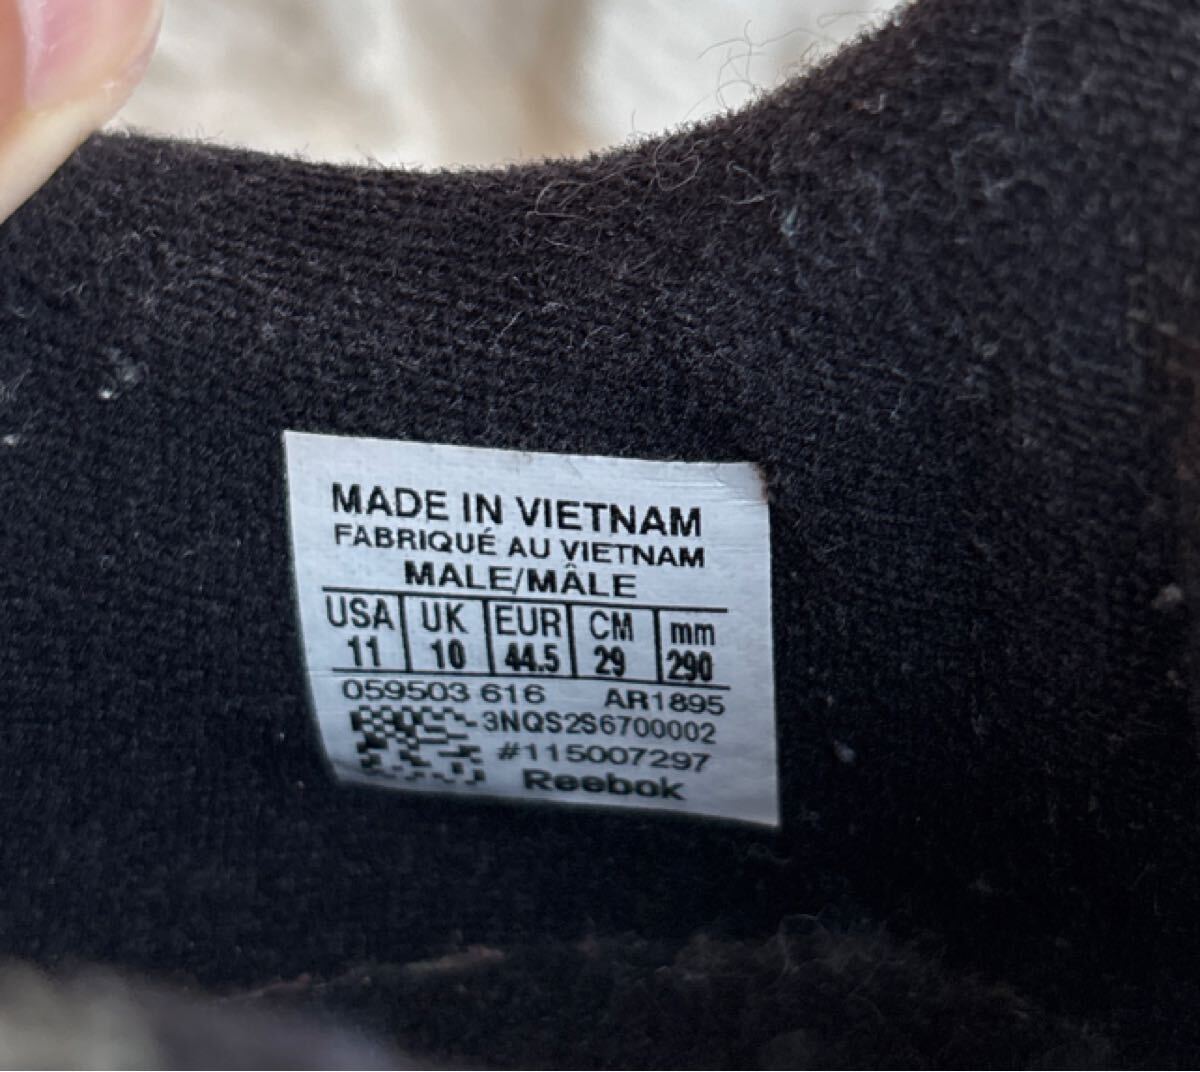 MADE IN VIETNAM
FABRIQUÉ AU VIETNAM
MALE/MÂLE
USA UK EUR CM mm
11 10 44.5 29 290
059503 616 AR1895
3NQS2S6700002
#115007297
Reebok